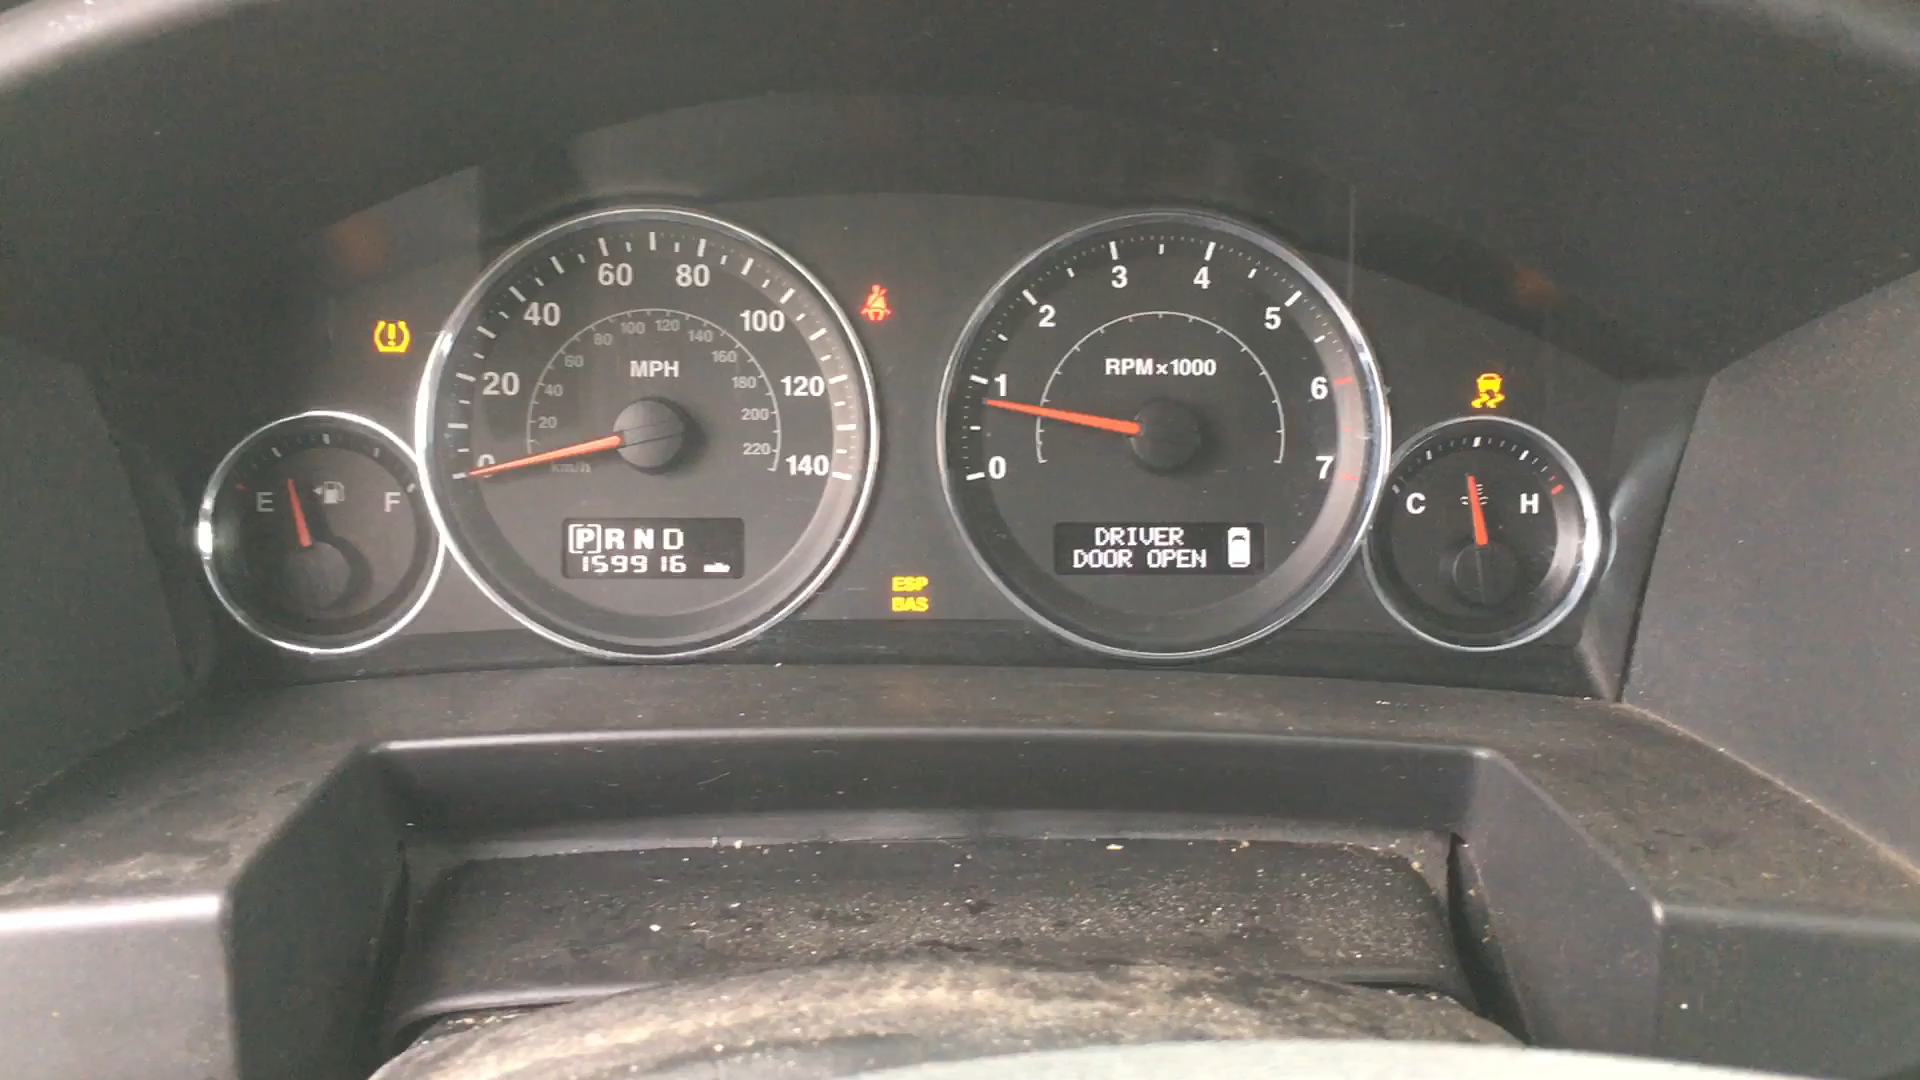 60 80
40 100
20 MPH 120
0 km/h 140
20 40 60 80 100 120 140 160 180 200 220
E F
PRND
159916
ESP
BAS
3 4
2 5
1 RPM×1000 6
0 7
DRIVER
DOOR OPEN
C H